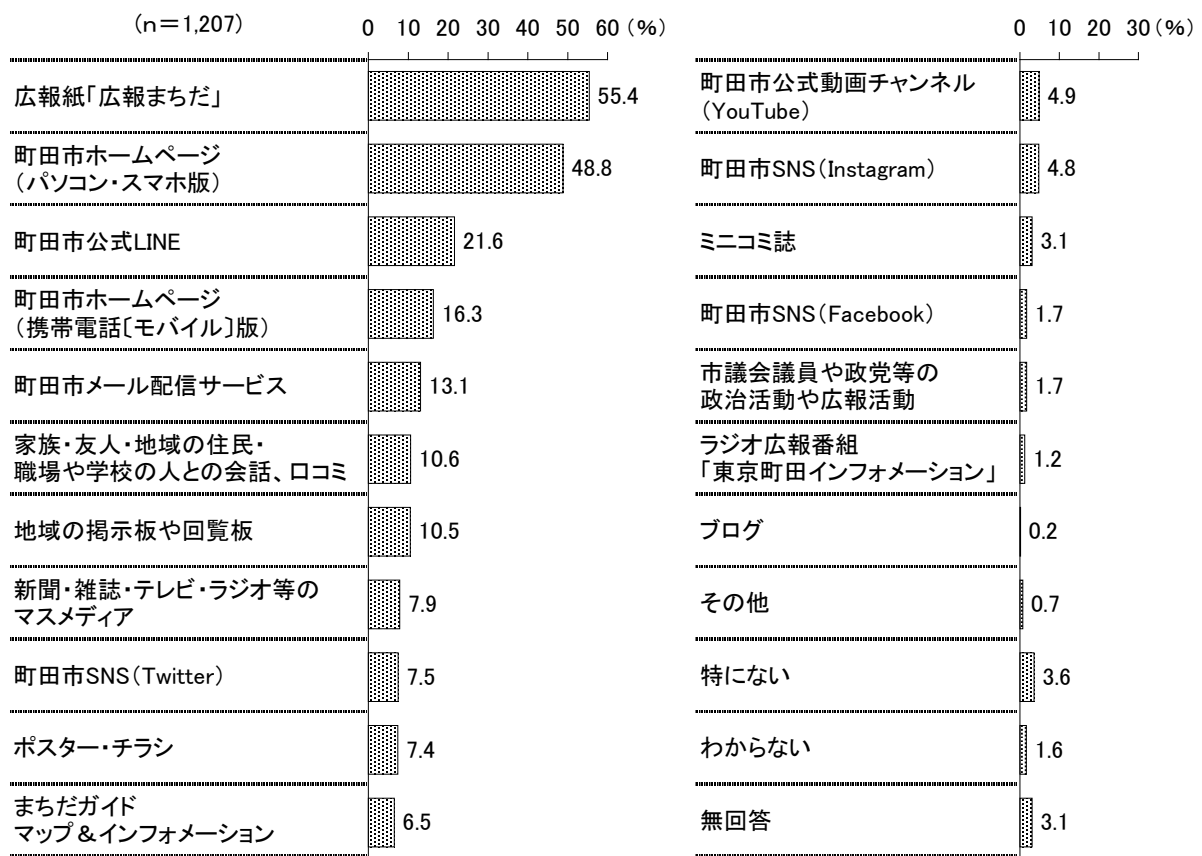 (n=1,207)
0 10 20 30 40 50 60 (%)
広報紙「広報まちだ」
55.4
町田市ホームページ
(パソコン・スマホ版)
48.8
町田市公式LINE
21.6
町田市ホームページ
(携帯電話〔モバイル〕版)
16.3
町田市メール配信サービス
13.1
家族・友人・地域の住民・
職場や学校の人との会話、口コミ
10.6
地域の掲示板や回覧板
10.5
新聞・雑誌・テレビ・ラジオ等の
マスメディア
7.9
町田市SNS(Twitter)
7.5
ポスター・チラシ
7.4
まちだガイド
マップ&インフォメーション
6.5
0 10 20 30 (%)
町田市公式動画チャンネル
(YouTube)
4.9
町田市SNS(Instagram)
4.8
ミニコミ誌
3.1
町田市SNS(Facebook)
1.7
市議会議員や政党等の
政治活動や広報活動
1.7
ラジオ広報番組
「東京町田インフォメーション」
1.2
ブログ
0.2
その他
0.7
特にない
3.6
わからない
1.6
無回答
3.1